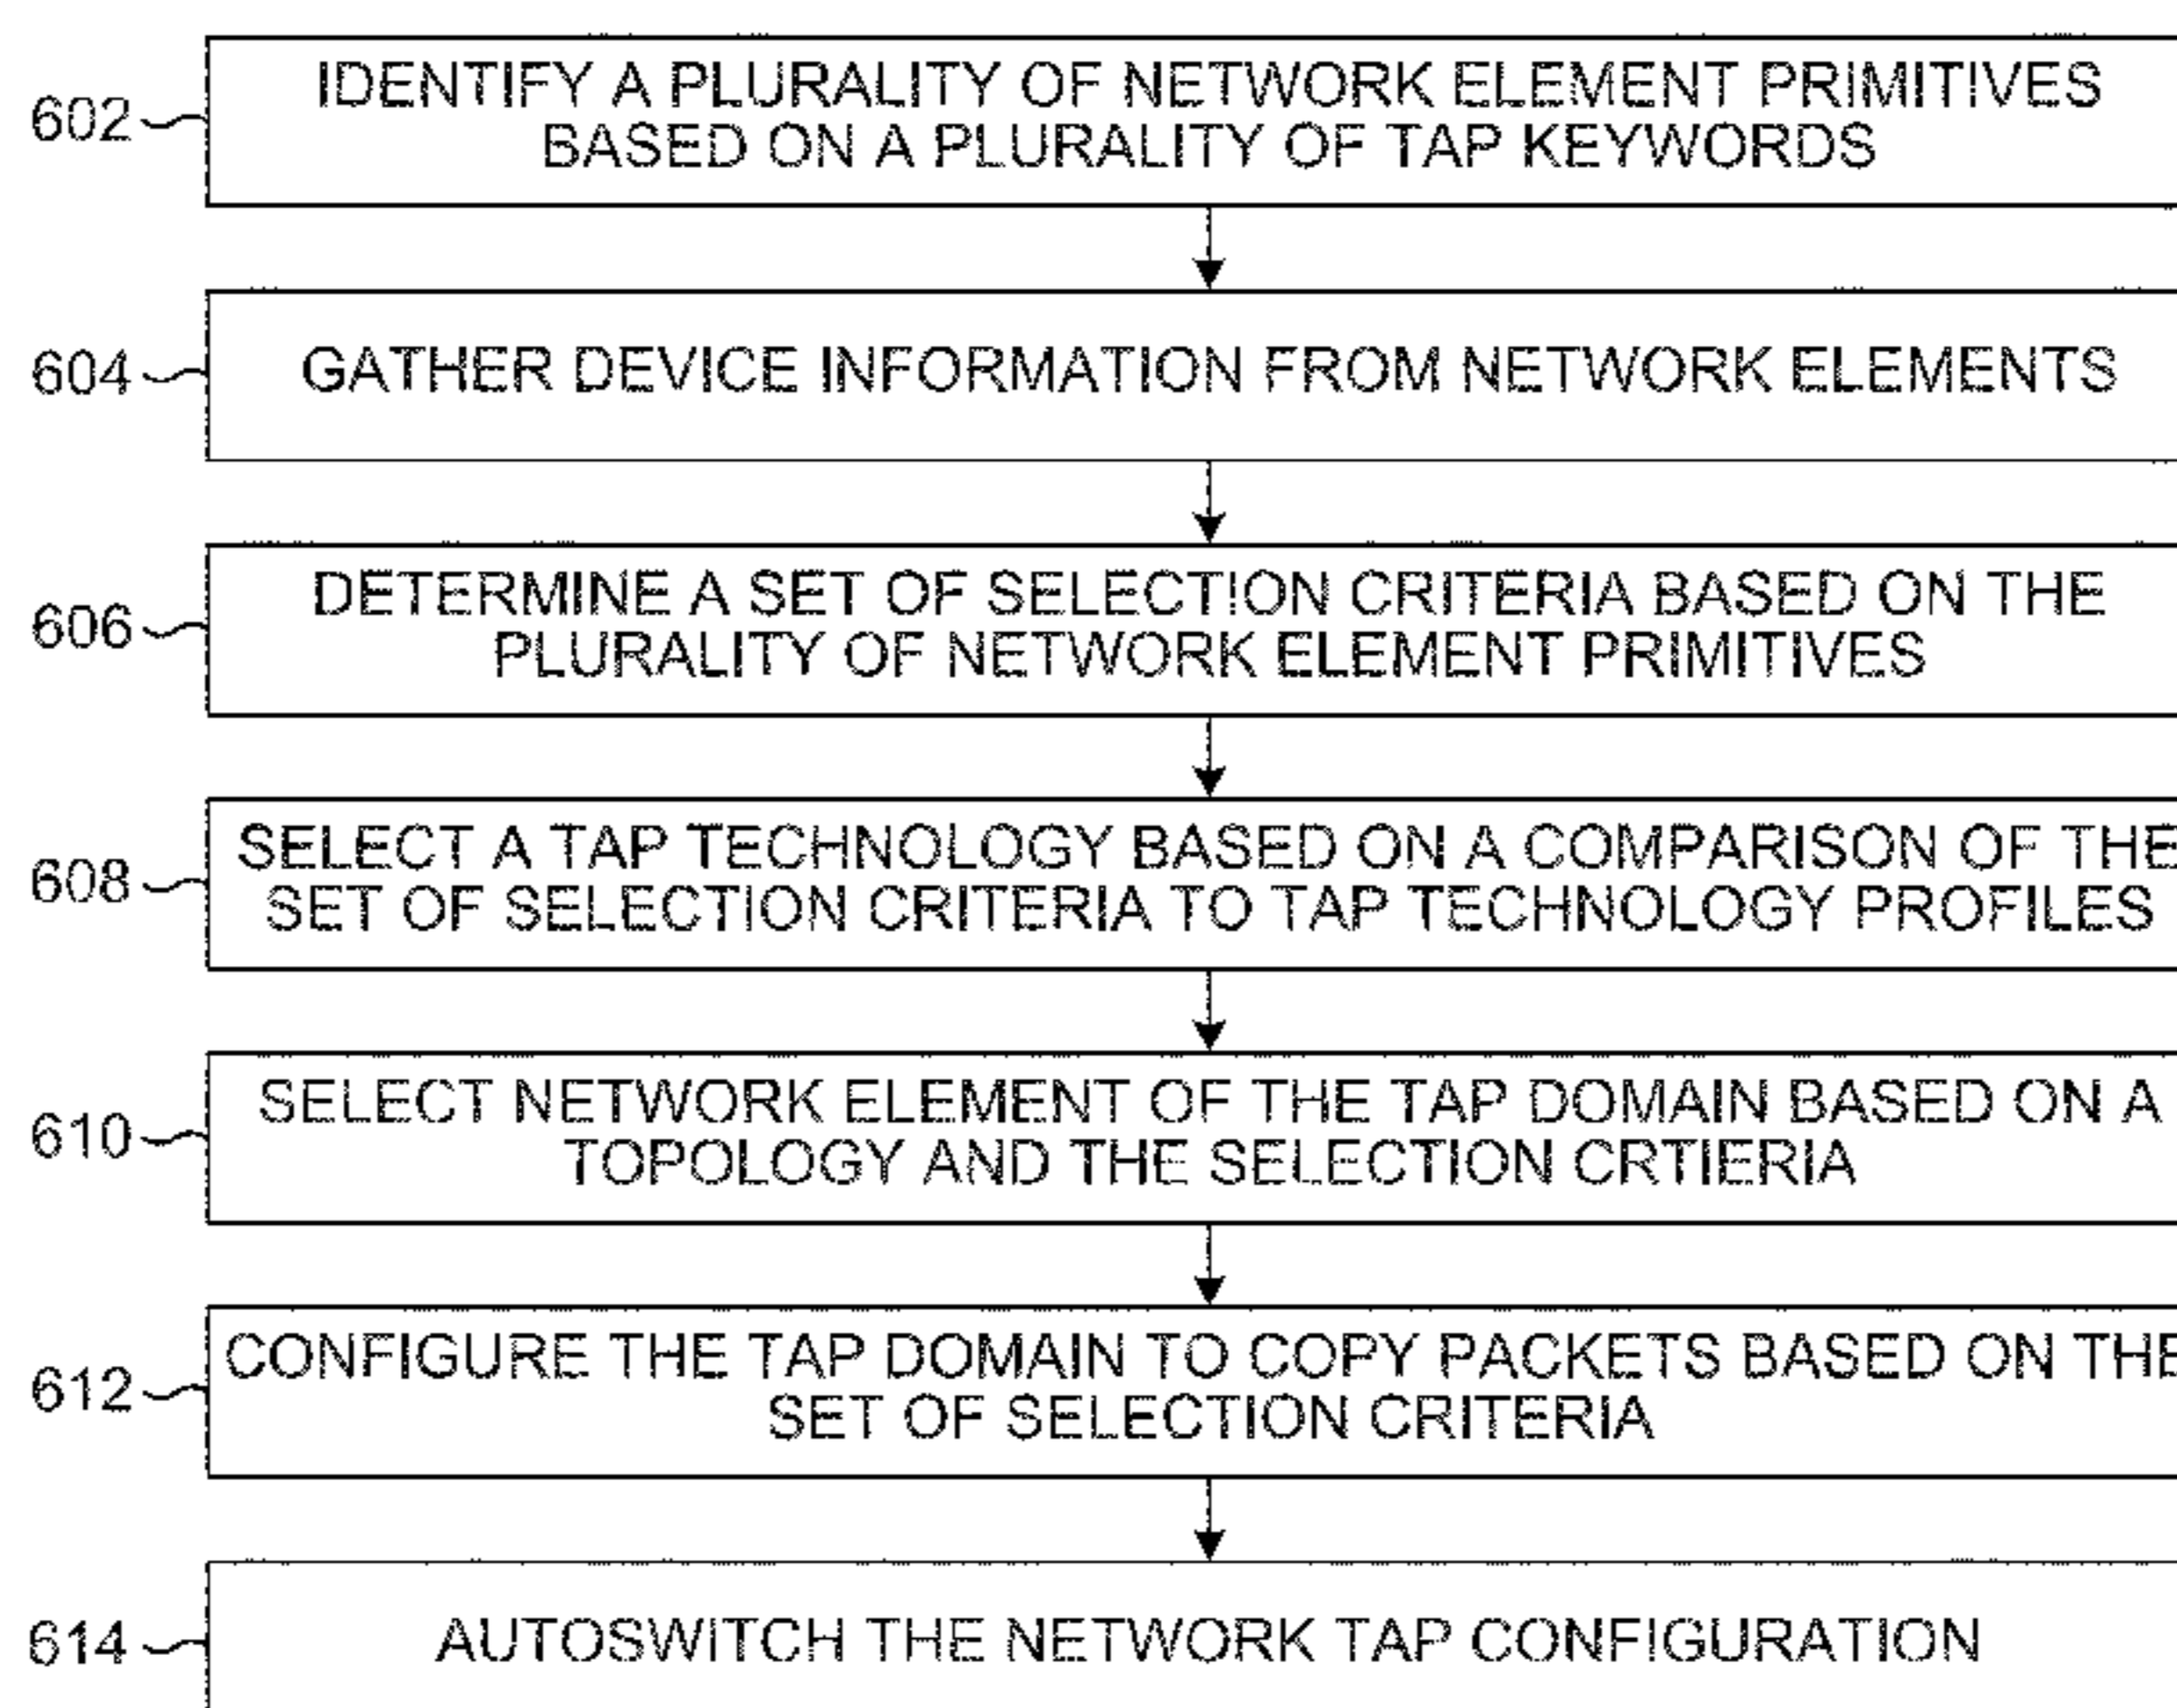 602
IDENTIFY A PLURALITY OF NETWORK ELEMENT PRIMITIVES
BASED ON A PLURALITY OF TAP KEYWORDS
604
GATHER DEVICE INFORMATION FROM NETWORK ELEMENTS
606
DETERMINE A SET OF SELECTION CRITERIA BASED ON THE
PLURALITY OF NETWORK ELEMENT PRIMITIVES
608
SELECT A TAP TECHNOLOGY BASED ON A COMPARISON OF THE
SET OF SELECTION CRITERIA TO TAP TECHNOLOGY PROFILES
610
SELECT NETWORK ELEMENT OF THE TAP DOMAIN BASED ON A
TOPOLOGY AND THE SELECTION CRTIERIA
612
CONFIGURE THE TAP DOMAIN TO COPY PACKETS BASED ON THE
SET OF SELECTION CRITERIA
614
AUTOSWITCH THE NETWORK TAP CONFIGURATION